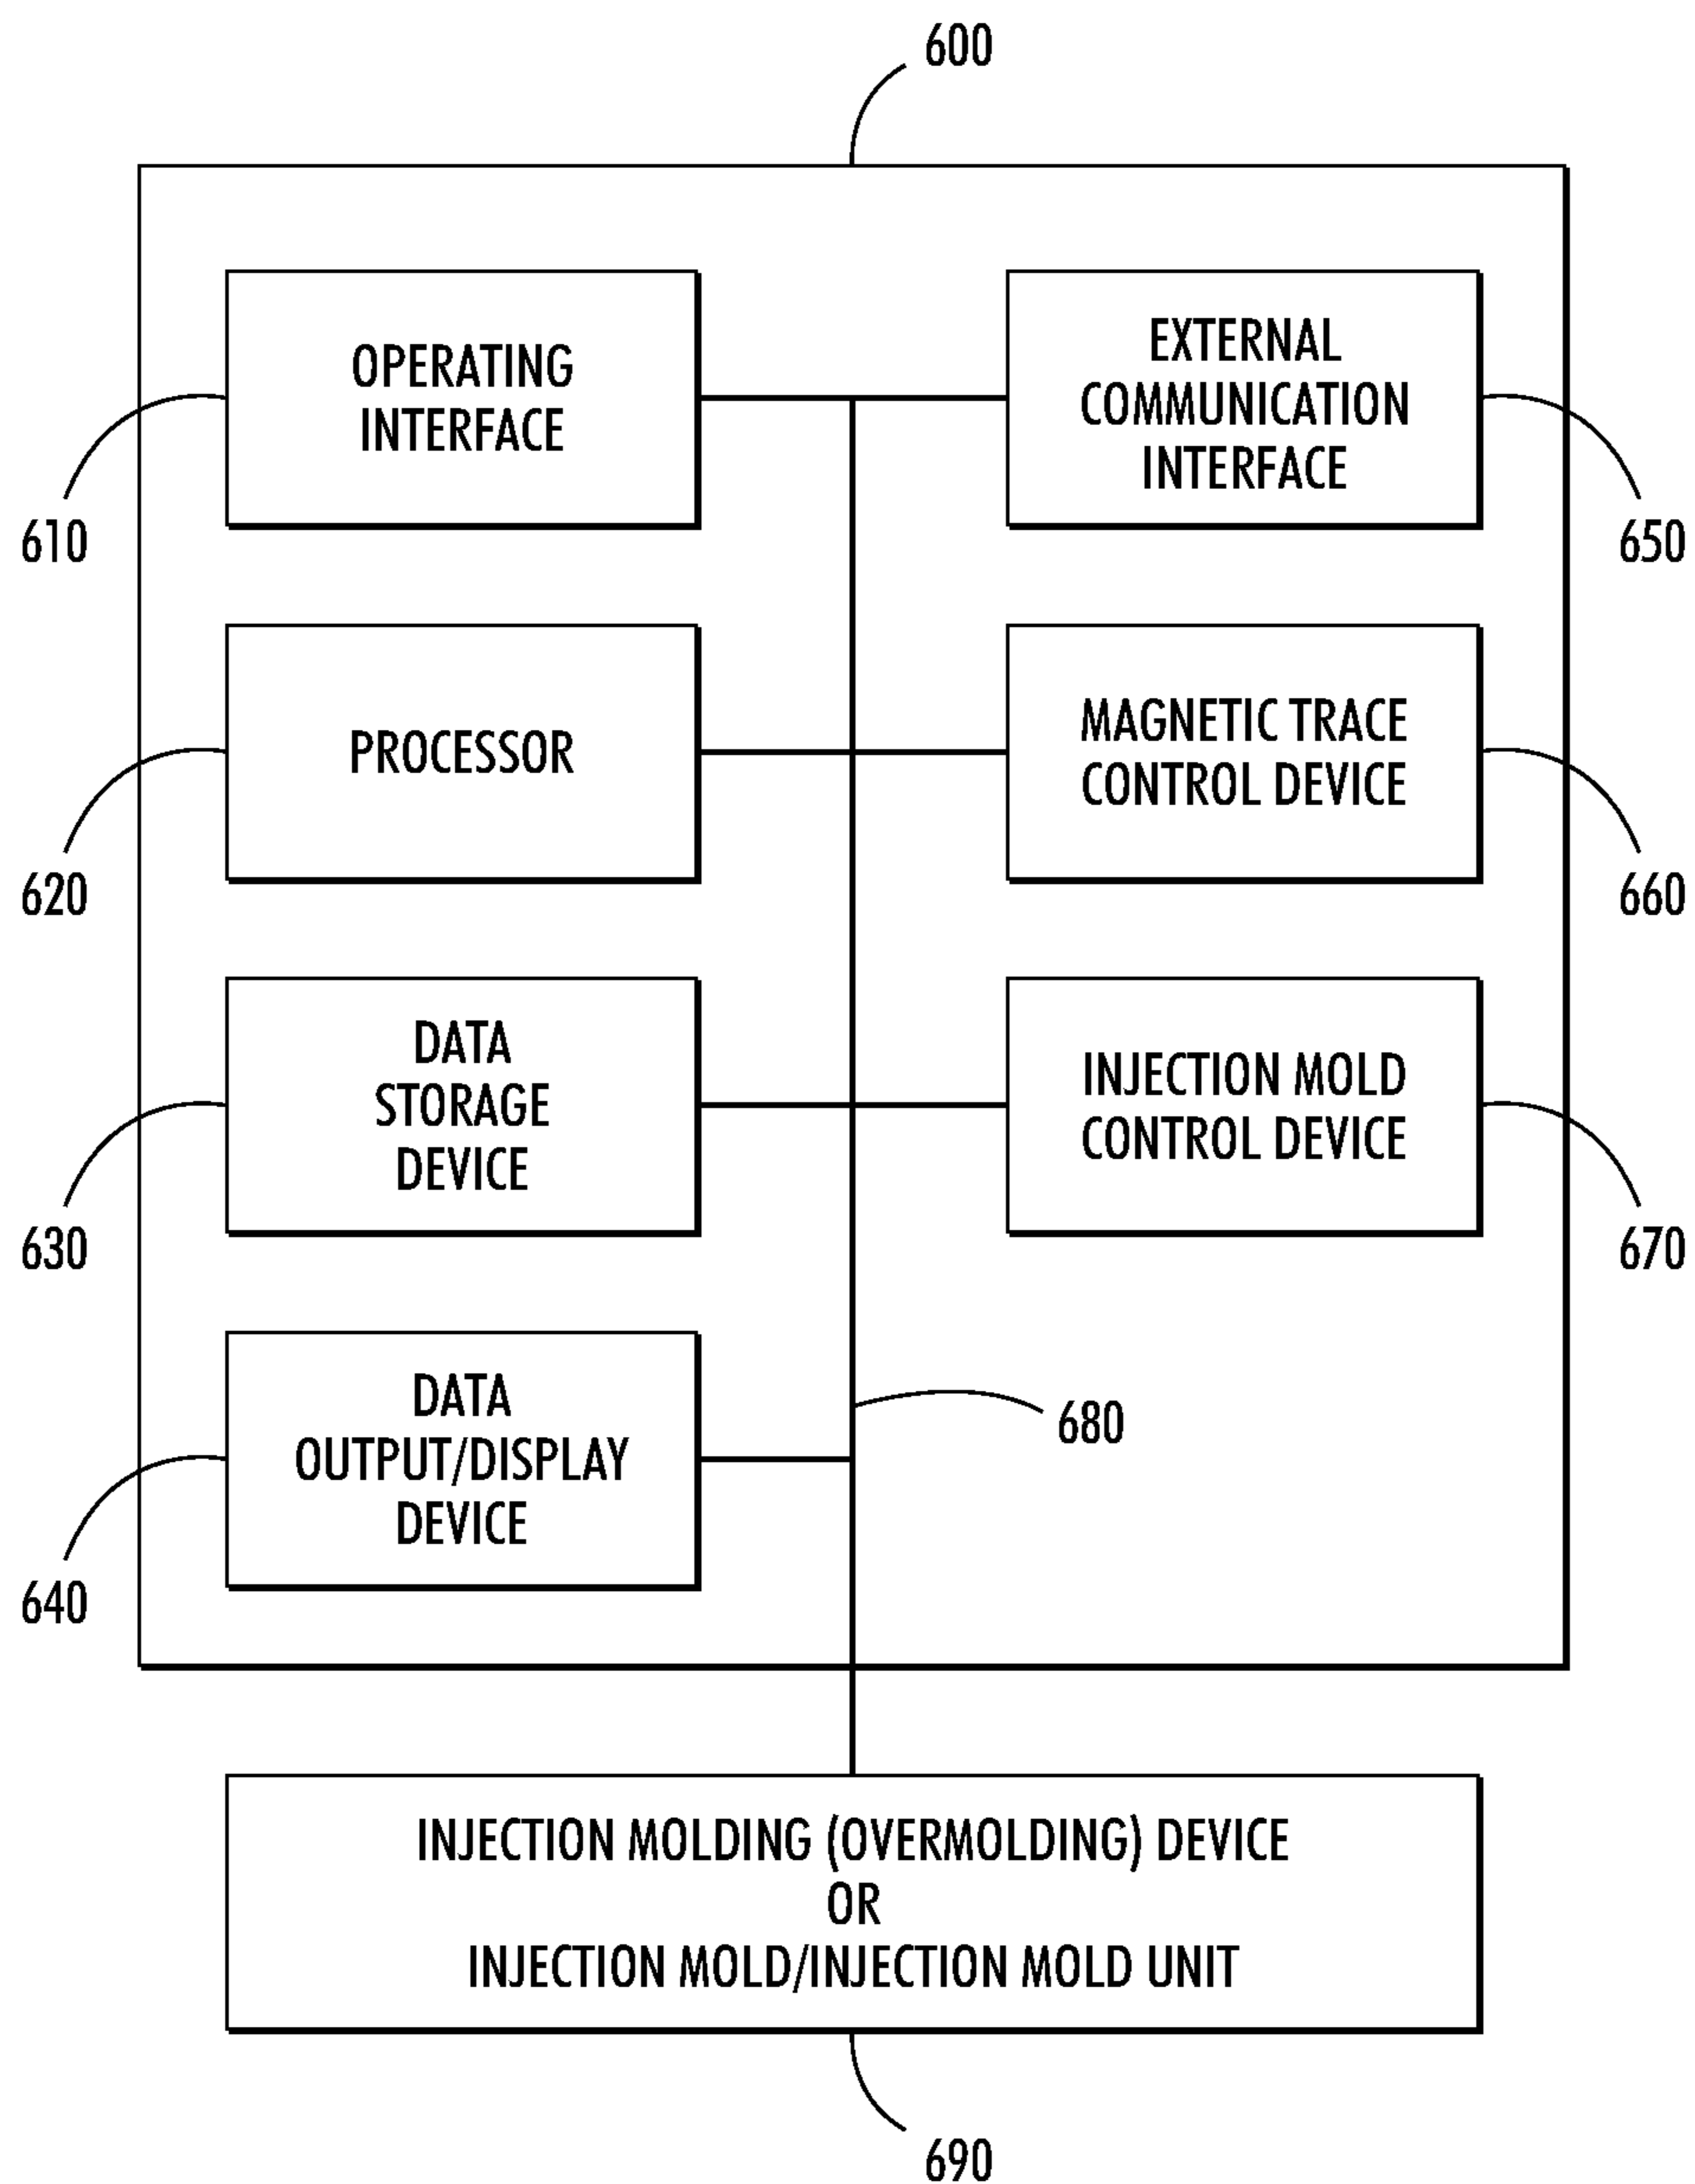 600
OPERATING
INTERFACE
610
EXTERNAL
COMMUNICATION
INTERFACE
650
PROCESSOR
620
MAGNETIC TRACE
CONTROL DEVICE
660
DATA
STORAGE
DEVICE
630
INJECTION MOLD
CONTROL DEVICE
670
DATA
OUTPUT/DISPLAY
DEVICE
640
680
INJECTION MOLDING (OVERMOLDING) DEVICE
OR
INJECTION MOLD/INJECTION MOLD UNIT
690